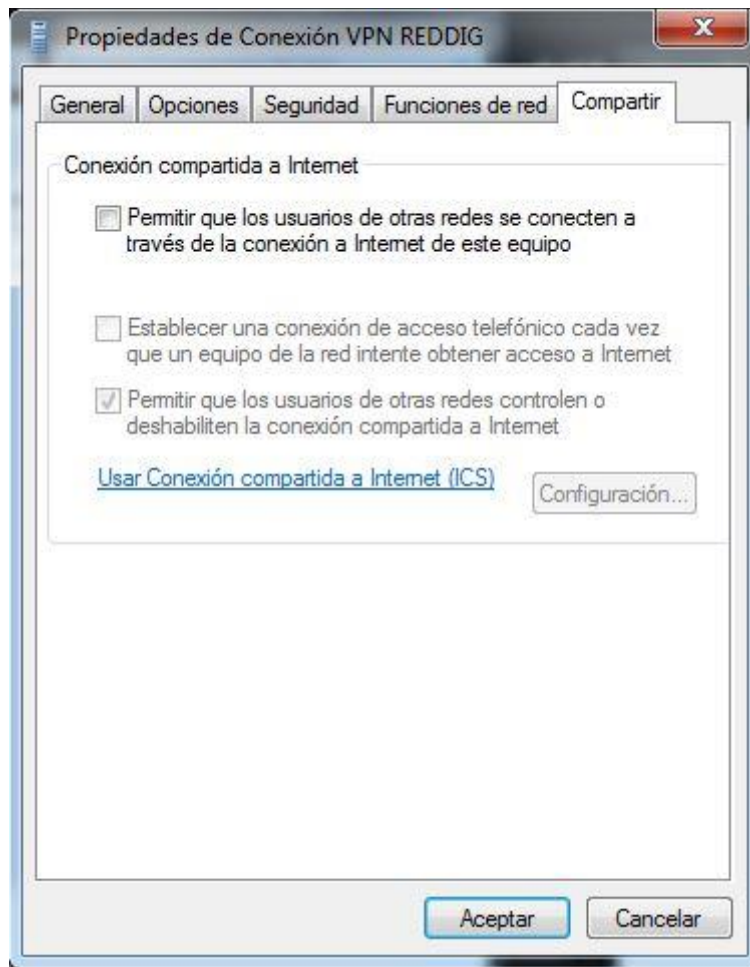 Propiedades de Conexión VPN REDDIG
X
General Opciones Seguridad Funciones de red Compartir
Conexión compartida a Internet
Permitir que los usuarios de otras redes se conecten a
través de la conexión a Internet de este equipo
Establecer una conexión de acceso telefónico cada vez
que un equipo de la red intente obtener acceso a Internet
Permitir que los usuarios de otras redes controlen o
deshabiliten la conexión compartida a Internet
Usar Conexión compartida a Internet (ICS)
Configuración...
Aceptar Cancelar